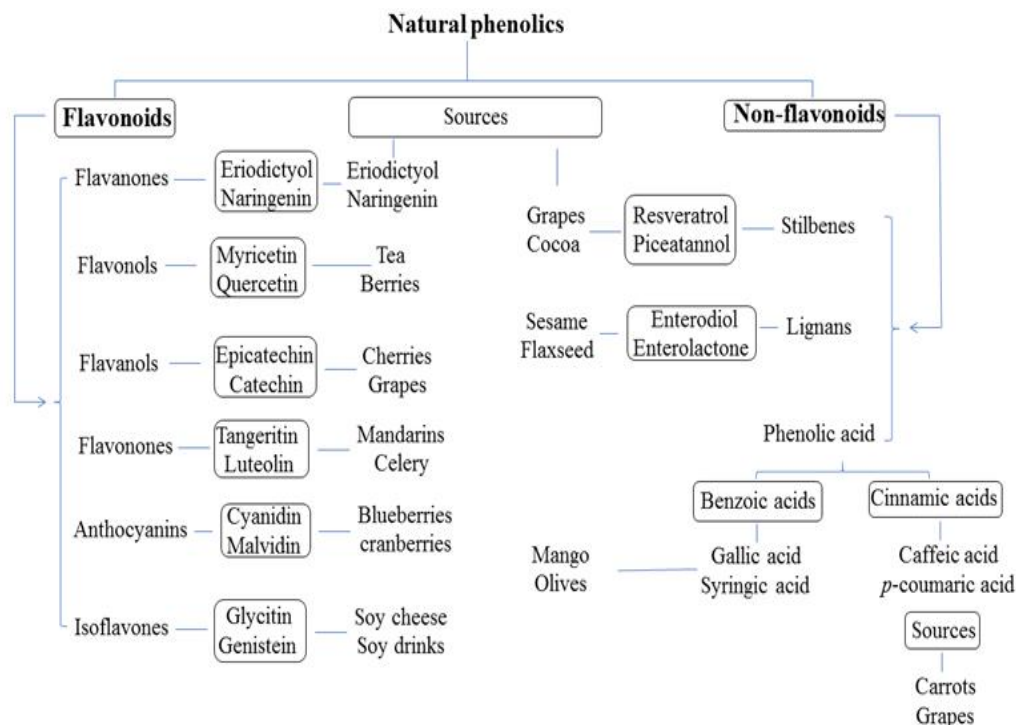 Natural phenolics
Flavonoids
Sources
Non-flavonoids
Flavanones
Eriodictyol
Naringenin
Eriodictyol
Naringenin
Flavonols
Myricetin
Quercetin
Tea
Berries
Flavanols
Epicatechin
Catechin
Cherries
Grapes
Flavonones
Tangeritin
Luteolin
Mandarins
Celery
Anthocyanins
Cyanidin
Malvidin
Blueberries
cranberries
Isoflavones
Glycitin
Genistein
Soy cheese
Soy drinks
Grapes
Cocoa
Resveratrol
Piceatannol
Stilbenes
Sesame
Flaxseed
Enterodiol
Enterolactone
Lignans
Phenolic acid
Benzoic acids
Cinnamic acids
Mango
Olives
Gallic acid
Syringic acid
Caffeic acid
p-coumaric acid
Sources
Carrots
Grapes